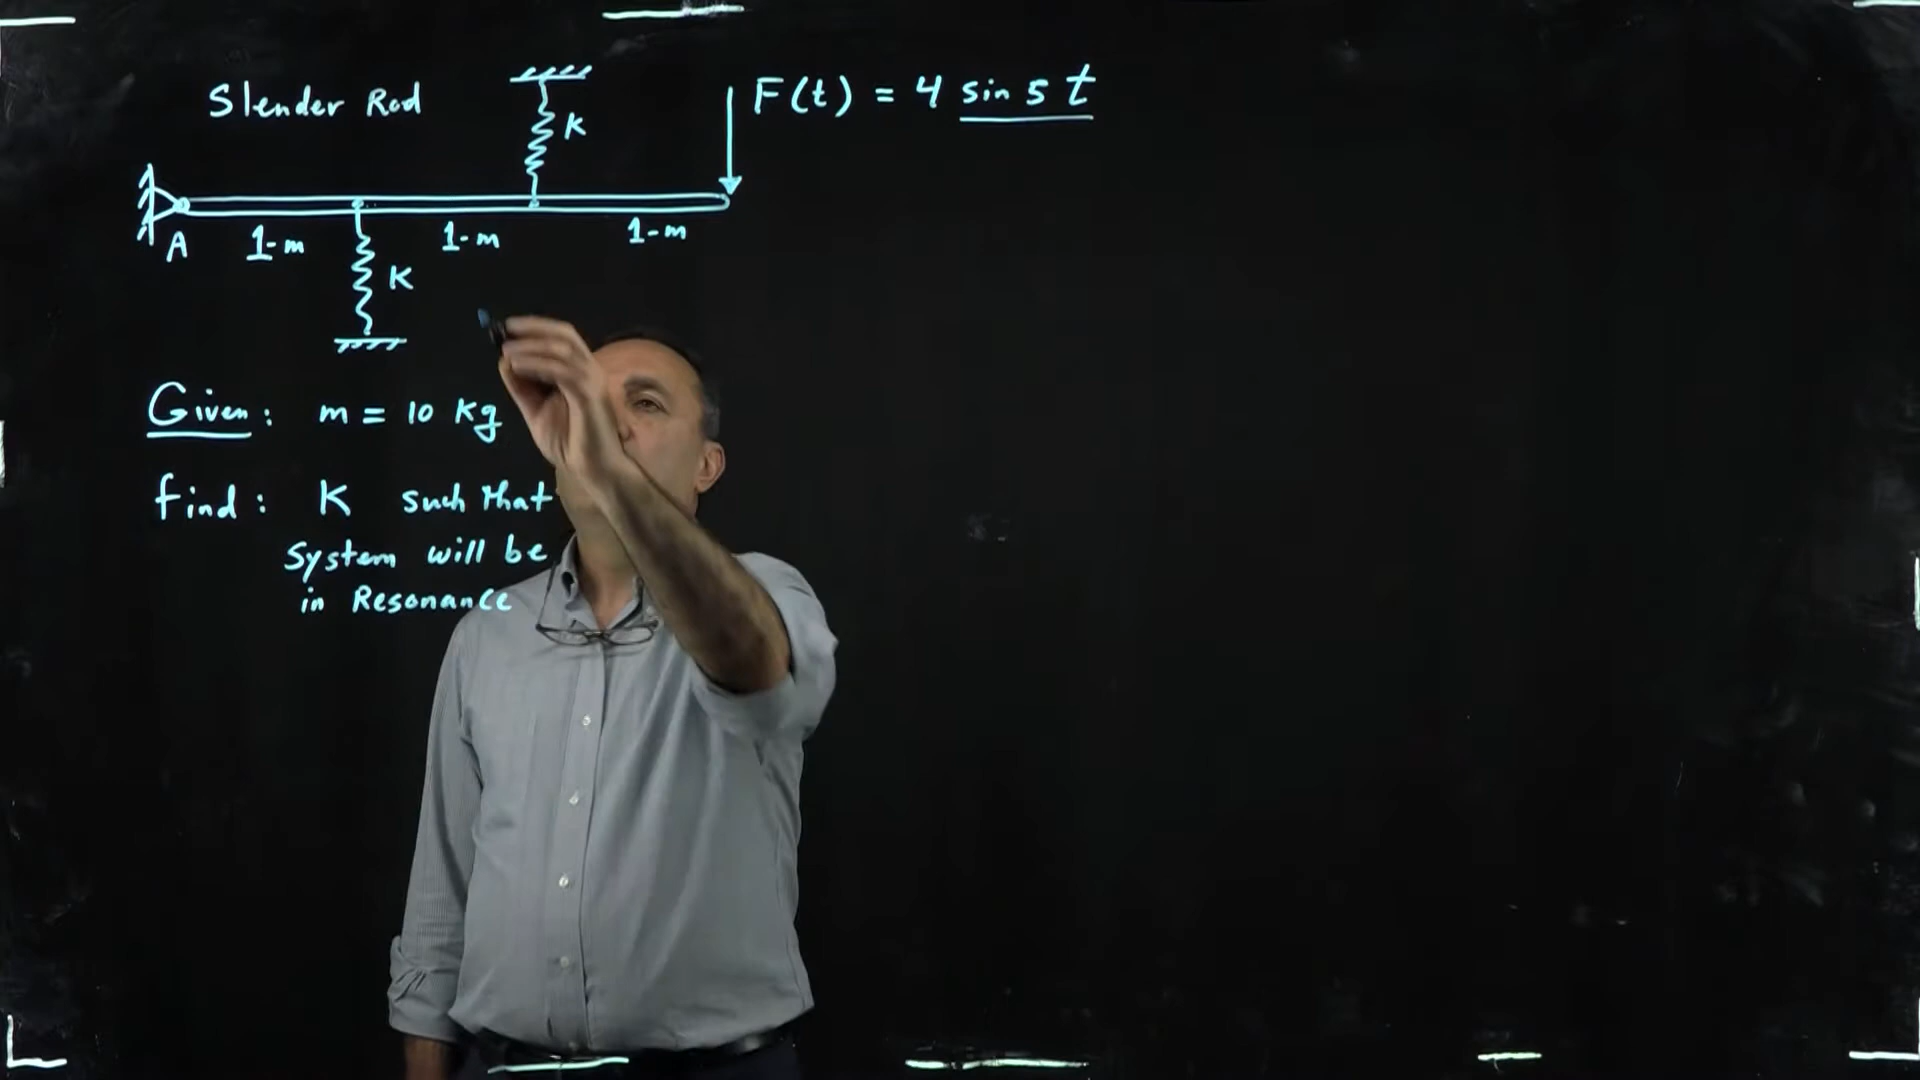 Slender Rod
K
F(t) = 4 sin 5 t
A
1-m
1-m
1-m
K
Given: m = 10 kg
find: K such that
system will be
in Resonance